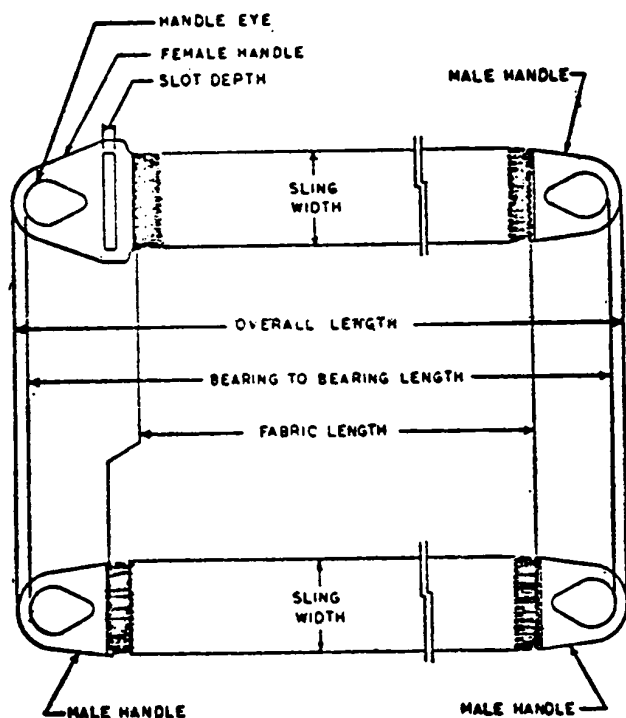 HANDLE EYE
FEMALE HANDLE
SLOT DEPTH
MALE HANDLE
SLING
WIDTH
OVERALL LENGTH
BEARING TO BEARING LENGTH
FABRIC LENGTH
SLING
WIDTH
MALE HANDLE
MALE HANDLE